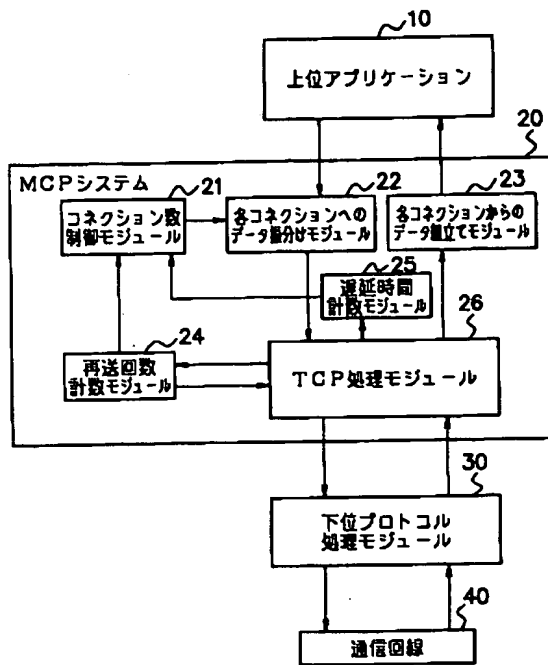 10
上位アプリケーション
20
MCPシステム
21
コネクション数
制御モジュール
22
各コネクションへの
データ振分けモジュール
23
各コネクションからの
データ組立てモジュール
25
遅延時間
計数モジュール
24
再送回数
計数モジュール
26
TCP処理モジュール
30
下位プロトコル
処理モジュール
40
通信回線